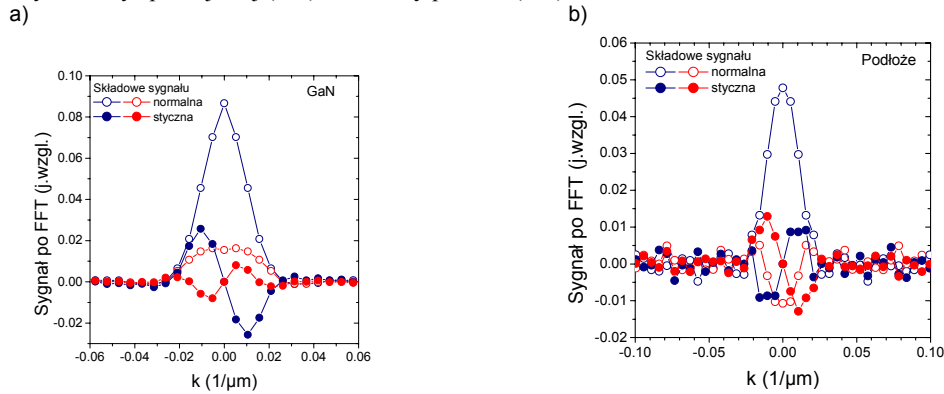 a)
b)
0.10
0.08
0.06
0.04
0.02
0.00
-0.02
Sygnał po FFT (j.wzgl.)
Składowe sygnału
normalna
styczna
GaN
-0.06 -0.04 -0.02 0.00 0.02 0.04 0.06
k (1/µm)
0.06
0.05
0.04
0.03
0.02
0.01
0.00
-0.01
-0.02
Sygnał po FFT (j.wzgl.)
Składowe sygnału
normalna
styczna
Podłoże
-0.10 -0.05 0.00 0.05 0.10
k (1/µm)